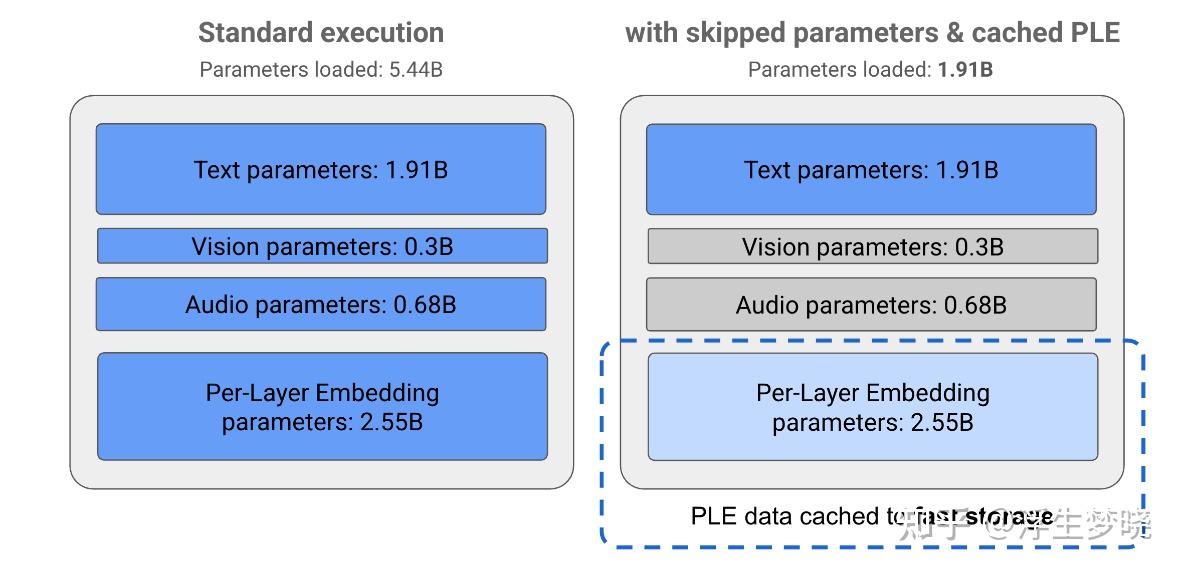 Standard execution
Parameters loaded: 5.44B
Text parameters: 1.91B
Vision parameters: 0.3B
Audio parameters: 0.68B
Per-Layer Embedding
parameters: 2.55B
with skipped parameters & cached PLE
Parameters loaded: 1.91B
Text parameters: 1.91B
Vision parameters: 0.3B
Audio parameters: 0.68B
Per-Layer Embedding
parameters: 2.55B
PLE data cached to fast storage
知乎 @浮生梦晓